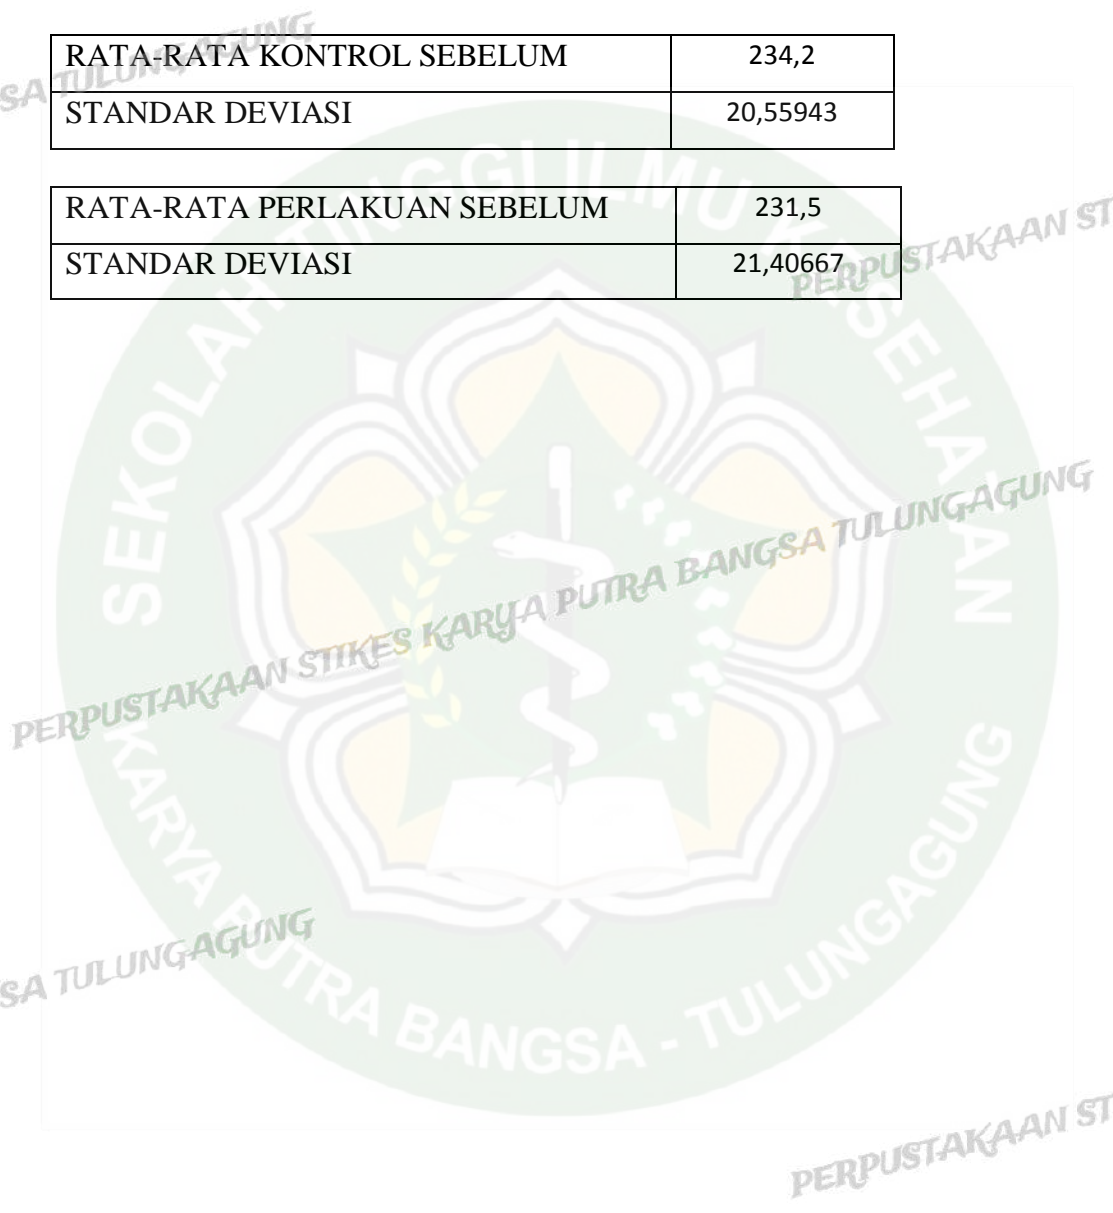 RATA-RATA KONTROL SEBELUM 234,2
STANDAR DEVIASI 20,55943
RATA-RATA PERLAKUAN SEBELUM 231,5
STANDAR DEVIASI 21,40667
SA TULUNGAGUNG
PERPUSTAKAAN ST
PERPUSTAKAAN STIKES KARYA PUTRA BANGSA TULUNGAGUNG
SA TULUNGAGUNG
PERPUSTAKAAN ST
SEKOLAH TINGGI ILMU KESEHATAN
KARYA PUTRA BANGSA - TULUNGAGUNG